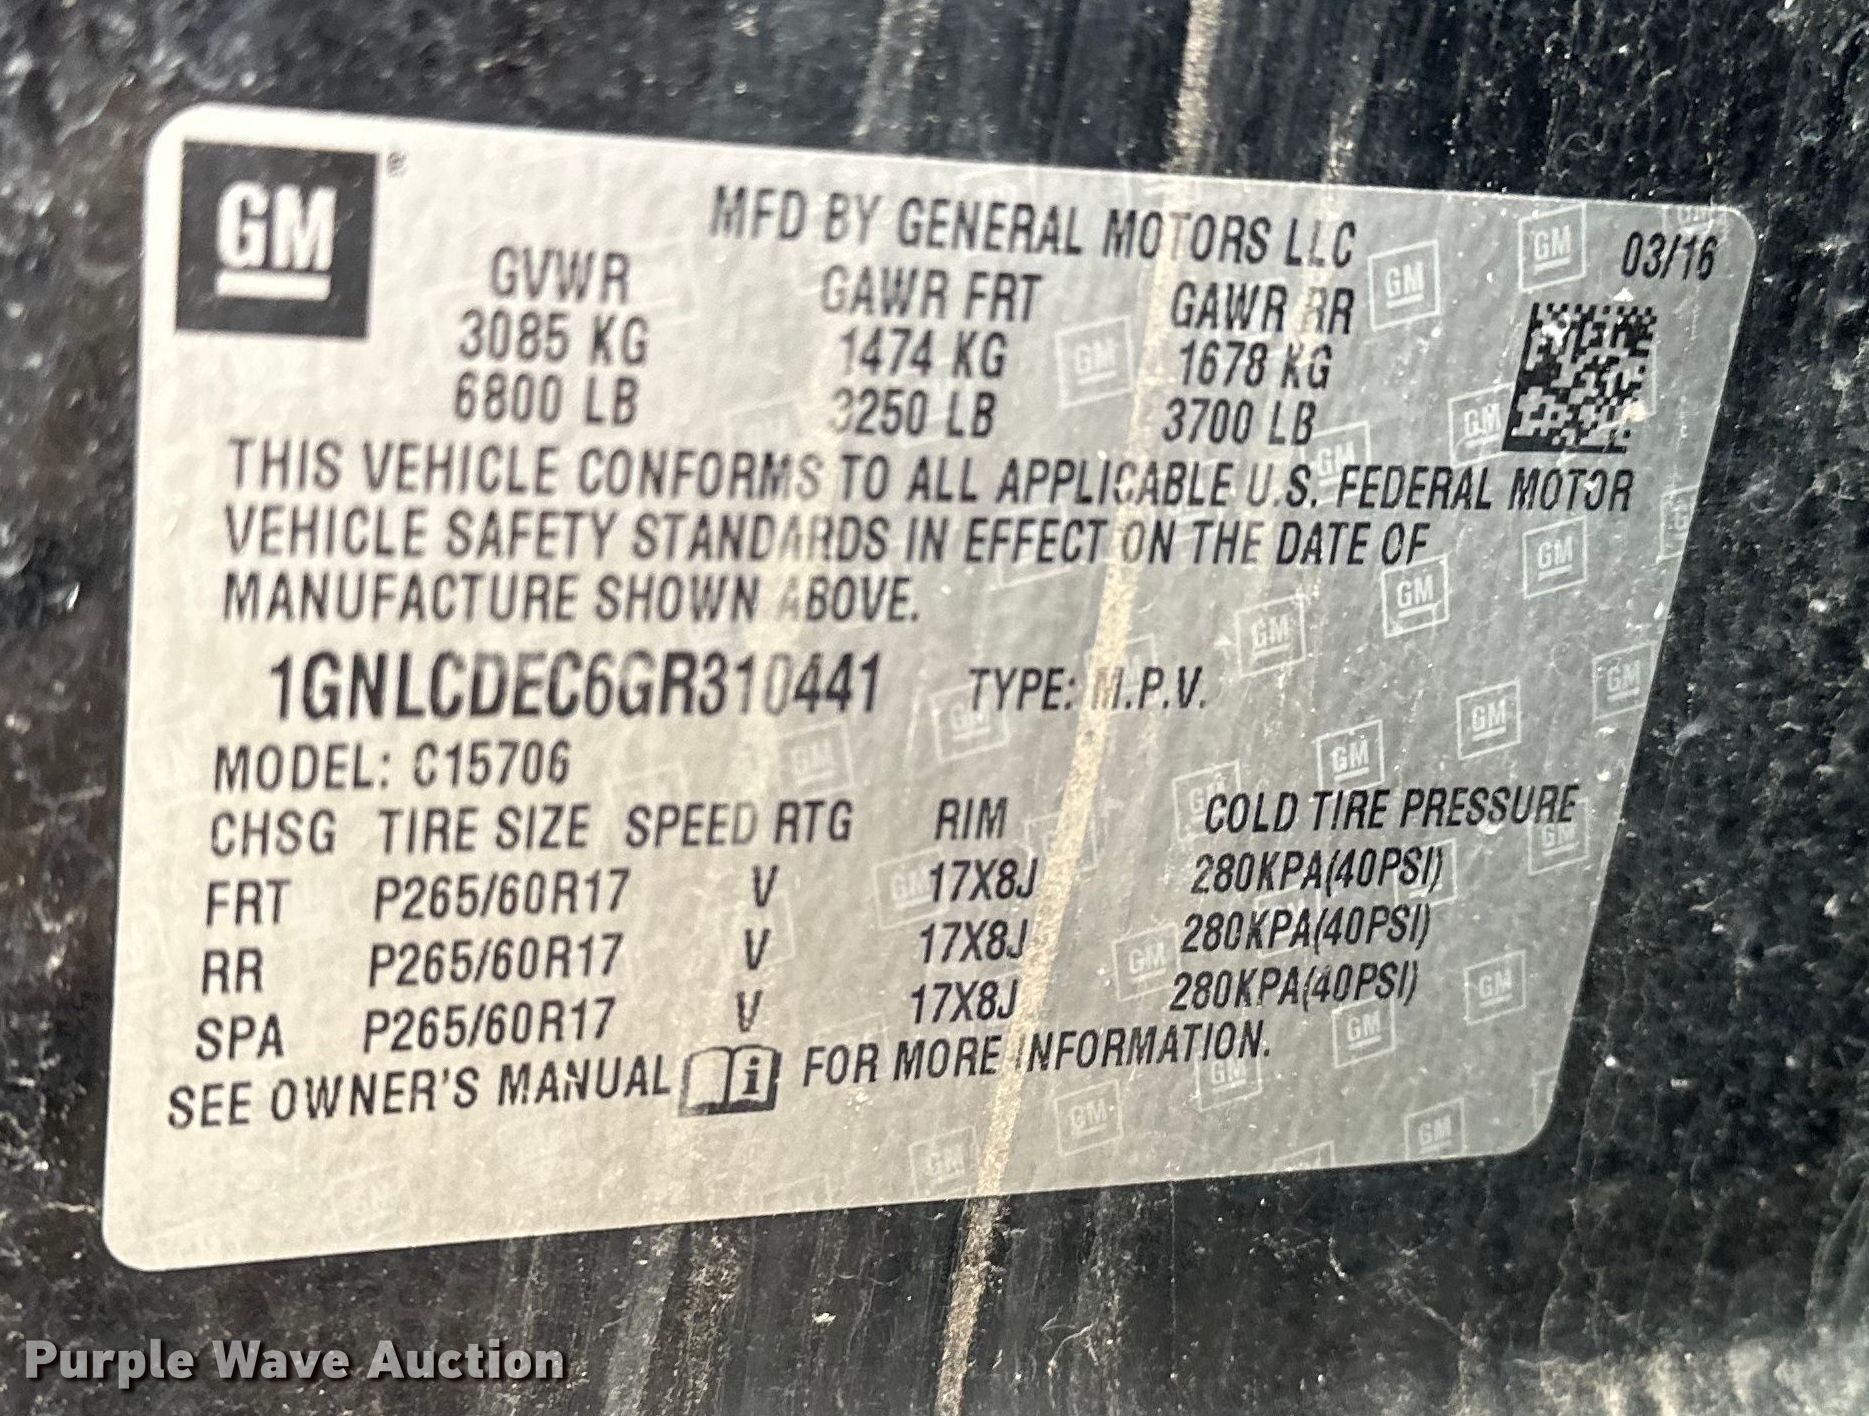 GM ®
MFD BY GENERAL MOTORS LLC 03/16
GVWR GAWR FRT GAWR RR
3085 KG 1474 KG 1678 KG
6800 LB 3250 LB 3700 LB
THIS VEHICLE CONFORMS TO ALL APPLICABLE U.S. FEDERAL MOTOR
VEHICLE SAFETY STANDARDS IN EFFECT ON THE DATE OF
MANUFACTURE SHOWN ABOVE.
1GNLCDEC6GR310441 TYPE: M.P.V.
MODEL: C15706
CHSG TIRE SIZE SPEED RTG RIM COLD TIRE PRESSURE
FRT P265/60R17 V 17X8J 280KPA(40PSI)
RR P265/60R17 V 17X8J 280KPA(40PSI)
SPA P265/60R17 V 17X8J 280KPA(40PSI)
SEE OWNER'S MANUAL i FOR MORE INFORMATION.
Purple Wave Auction